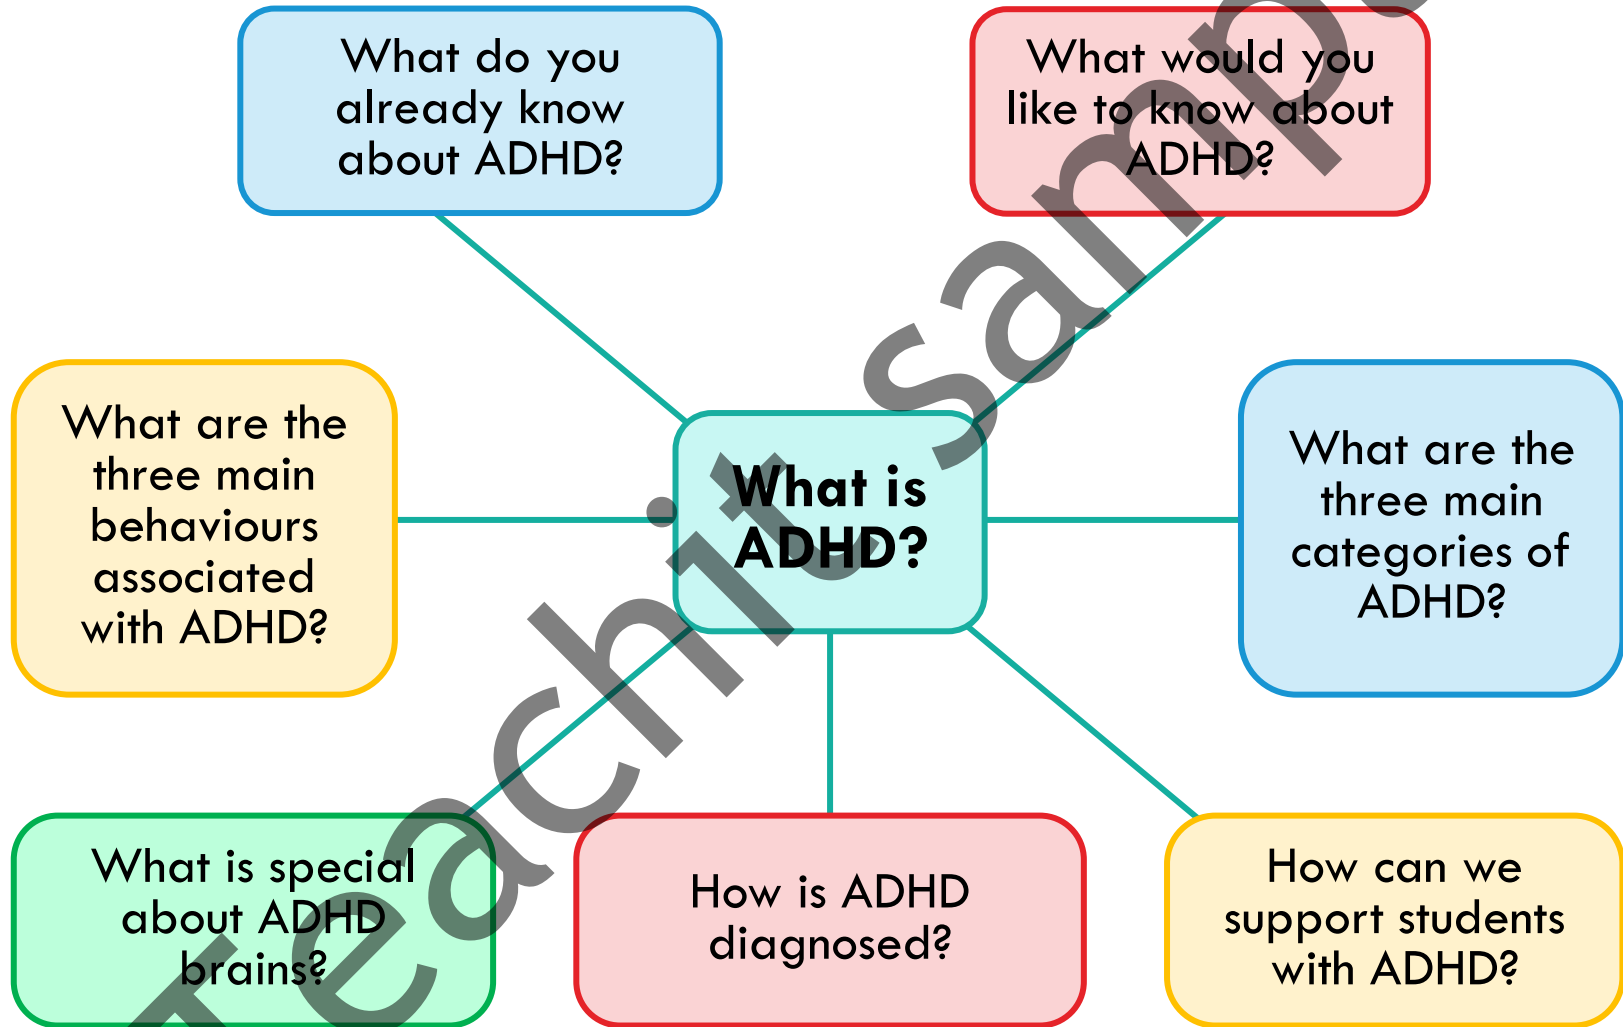 What do you
already know
about ADHD?
What would you
like to know about
ADHD?
What are the
three main
behaviours
associated
with ADHD?
What is
ADHD?
What are the
three main
categories of
ADHD?
What is special
about ADHD
brains?
How is ADHD
diagnosed?
How can we
support students
with ADHD?
Teachit sample